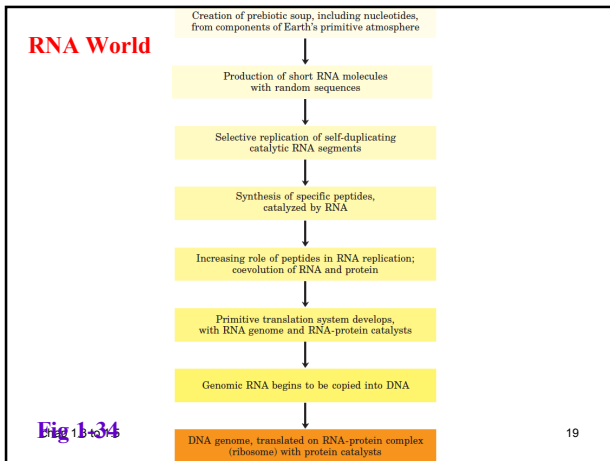 Creation of prebiotic soup, including nucleotides,
from components of Earth's primitive atmosphere
RNA World
Production of short RNA molecules
with random sequences
Selective replication of self-duplicating
catalytic RNA segments
Synthesis of specific peptides,
catalyzed by RNA
Increasing role of peptides in RNA replication;
coevolution of RNA and protein
Primitive translation system develops,
with RNA genome and RNA-protein catalysts
Genomic RNA begins to be copied into DNA
Fig 1-34
19
DNA genome, translated on RNA-protein complex
(ribosome) with protein catalysts